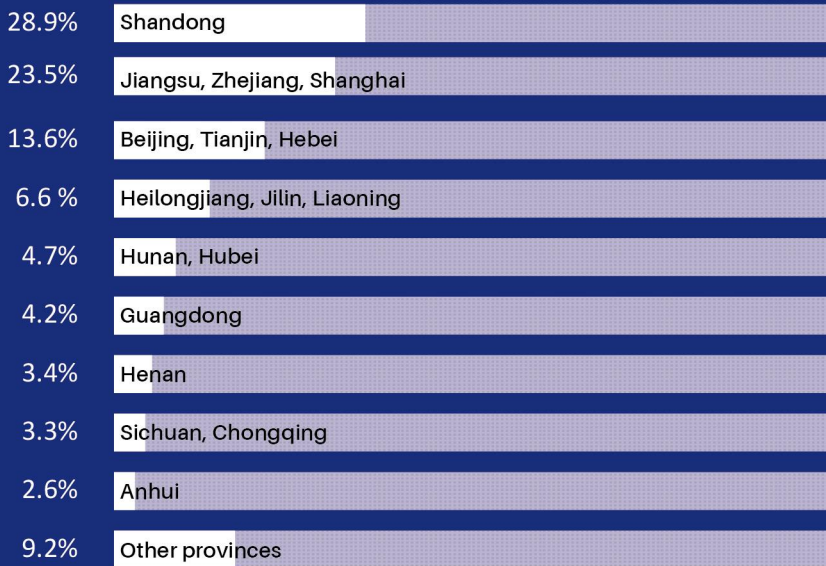 28.9% Shandong
23.5% Jiangsu, Zhejiang, Shanghai
13.6% Beijing, Tianjin, Hebei
6.6 % Heilongjiang, Jilin, Liaoning
4.7% Hunan, Hubei
4.2% Guangdong
3.4% Henan
3.3% Sichuan, Chongqing
2.6% Anhui
9.2% Other provinces